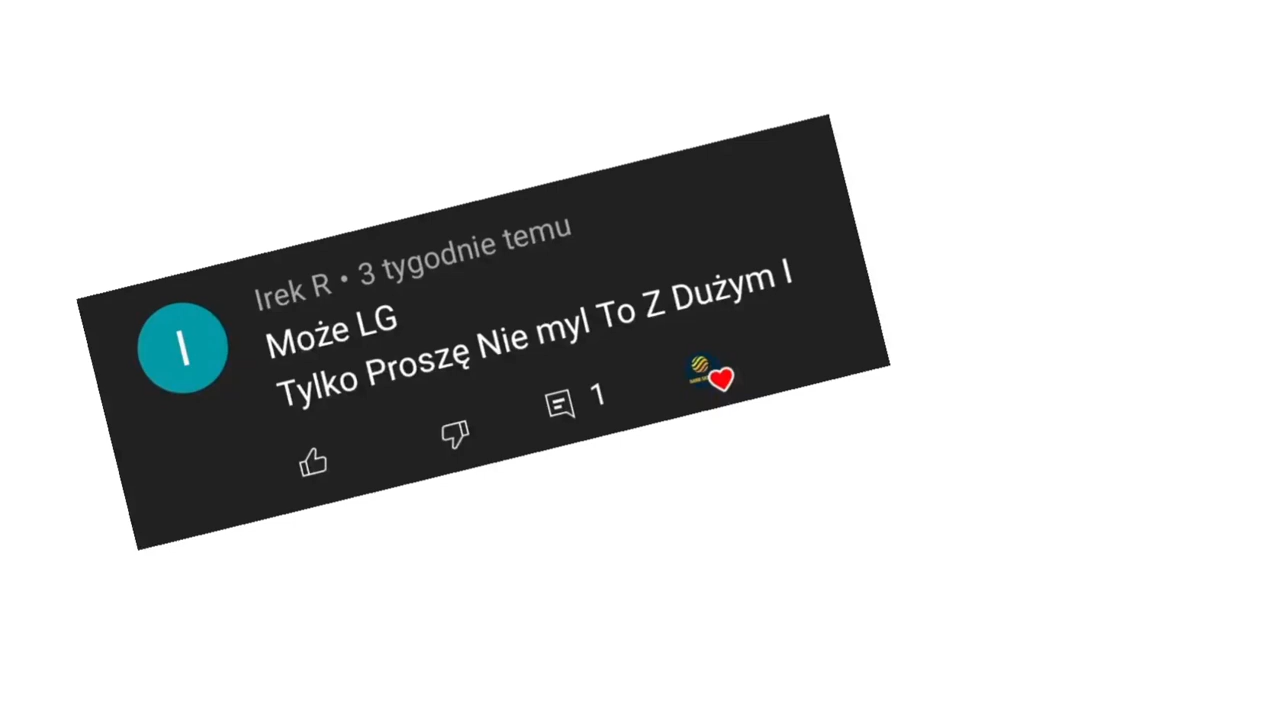 I
Irek R • 3 tygodnie temu
Może LG
Tylko Proszę Nie myl To Z Dużym I
1